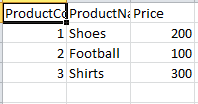 ProductCo ProductNa Price
1 Shoes 200
2 Football 100
3 Shirts 300